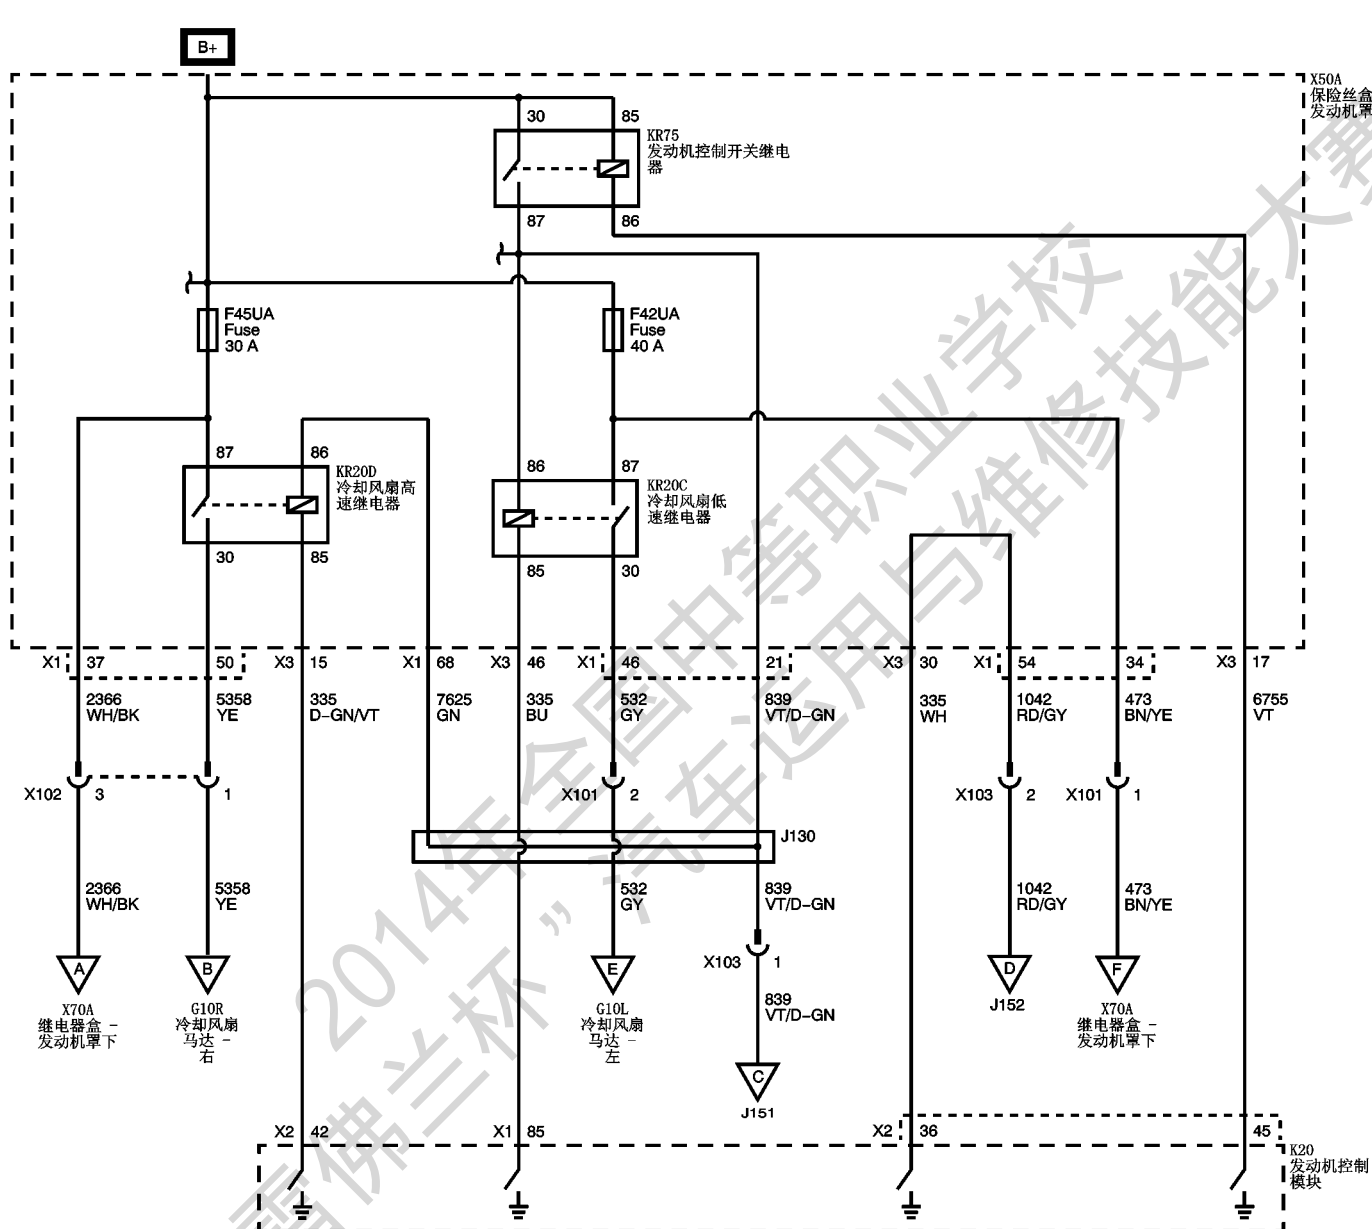 B+
X50A
保险丝盒
发动机罩
30
85
KR75
发动机控制开关继电
器
87
86
F45UA
Fuse
30 A
F42UA
Fuse
40 A
87
86
KR20D
冷却风扇高
速继电器
30
85
86
87
KR20C
冷却风扇低
速继电器
85
30
X1 37
50
X3 15
X1 68
X3 46
X1 46
21
X3 30
X1 54
34
X3 17
2366
WH/BK
5358
YE
335
D-GN/VT
7625
GN
335
BU
532
GY
839
VT/D-GN
335
WH
1042
RD/GY
473
BN/YE
6755
VT
X102 3
1
X101 2
X103 2
X101 1
J130
2366
WH/BK
5358
YE
532
GY
839
VT/D-GN
1042
RD/GY
473
BN/YE
X103 1
A
B
E
D
F
X70A
继电器盒 -
发动机罩下
G10R
冷却风扇
马达 -
右
G10L
冷却风扇
马达 -
左
839
VT/D-GN
J152
X70A
继电器盒 -
发动机罩下
C
J151
X2 42
X1 85
X2 36
45
K20
发动机控制
模块
2014年全国中等职业学校
雪佛兰杯”汽车运用与维修技能大赛